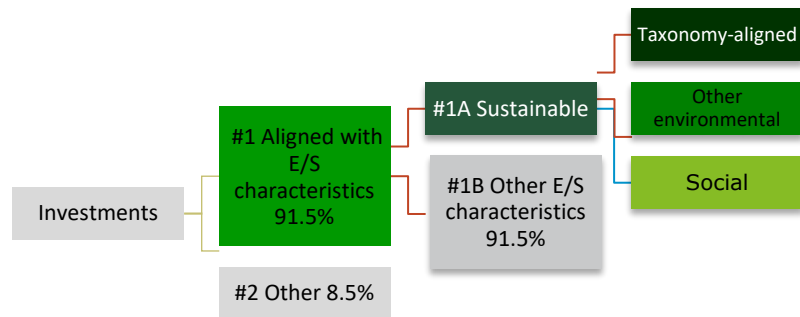 Taxonomy-aligned
#1A Sustainable
Other
environmental
#1 Aligned with
E/S
characteristics
91.5%
#1B Other E/S
characteristics
91.5%
Social
Investments
#2 Other 8.5%